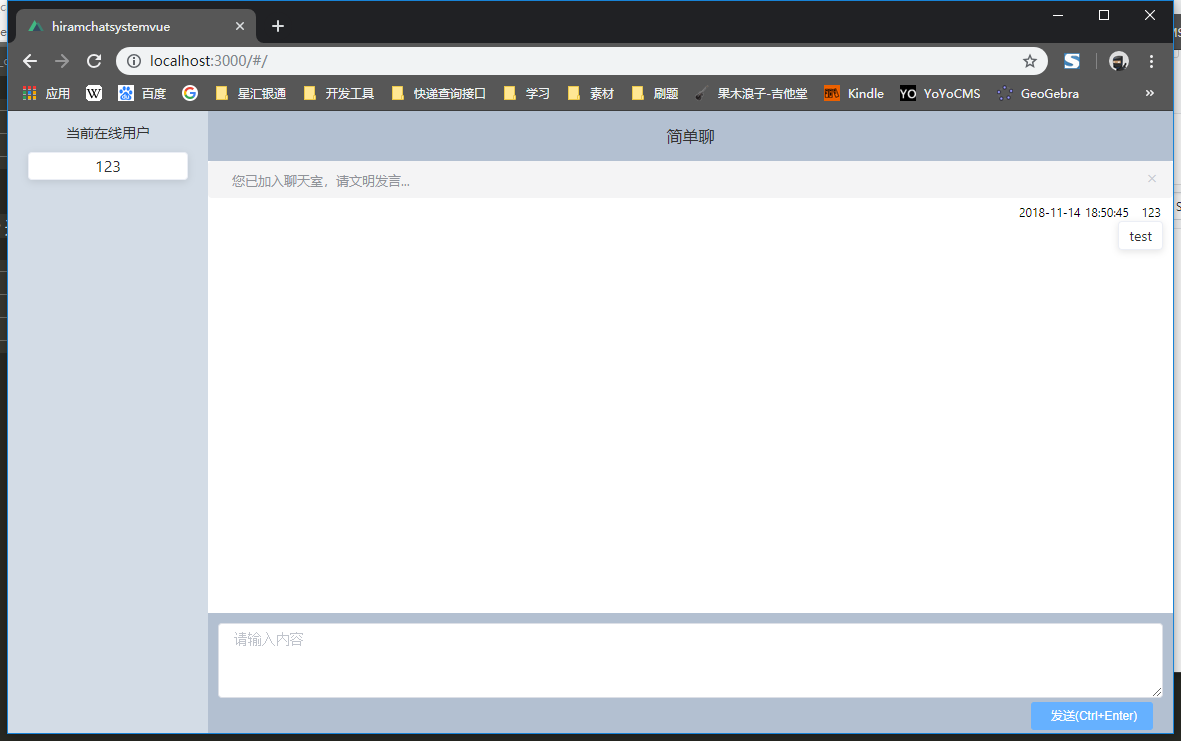 hiramchatsystemvue
localhost:3000/#/
应用 W 百度 G 星汇银通 开发工具 快递查询接口 学习 素材 刷题 果木浪子-吉他堂 Kindle YO YoYoCMS GeoGebra »
当前在线用户
123
简单聊
您已加入聊天室，请文明发言...
2018-11-14 18:50:45 123
test
请输入内容
发送(Ctrl+Enter)